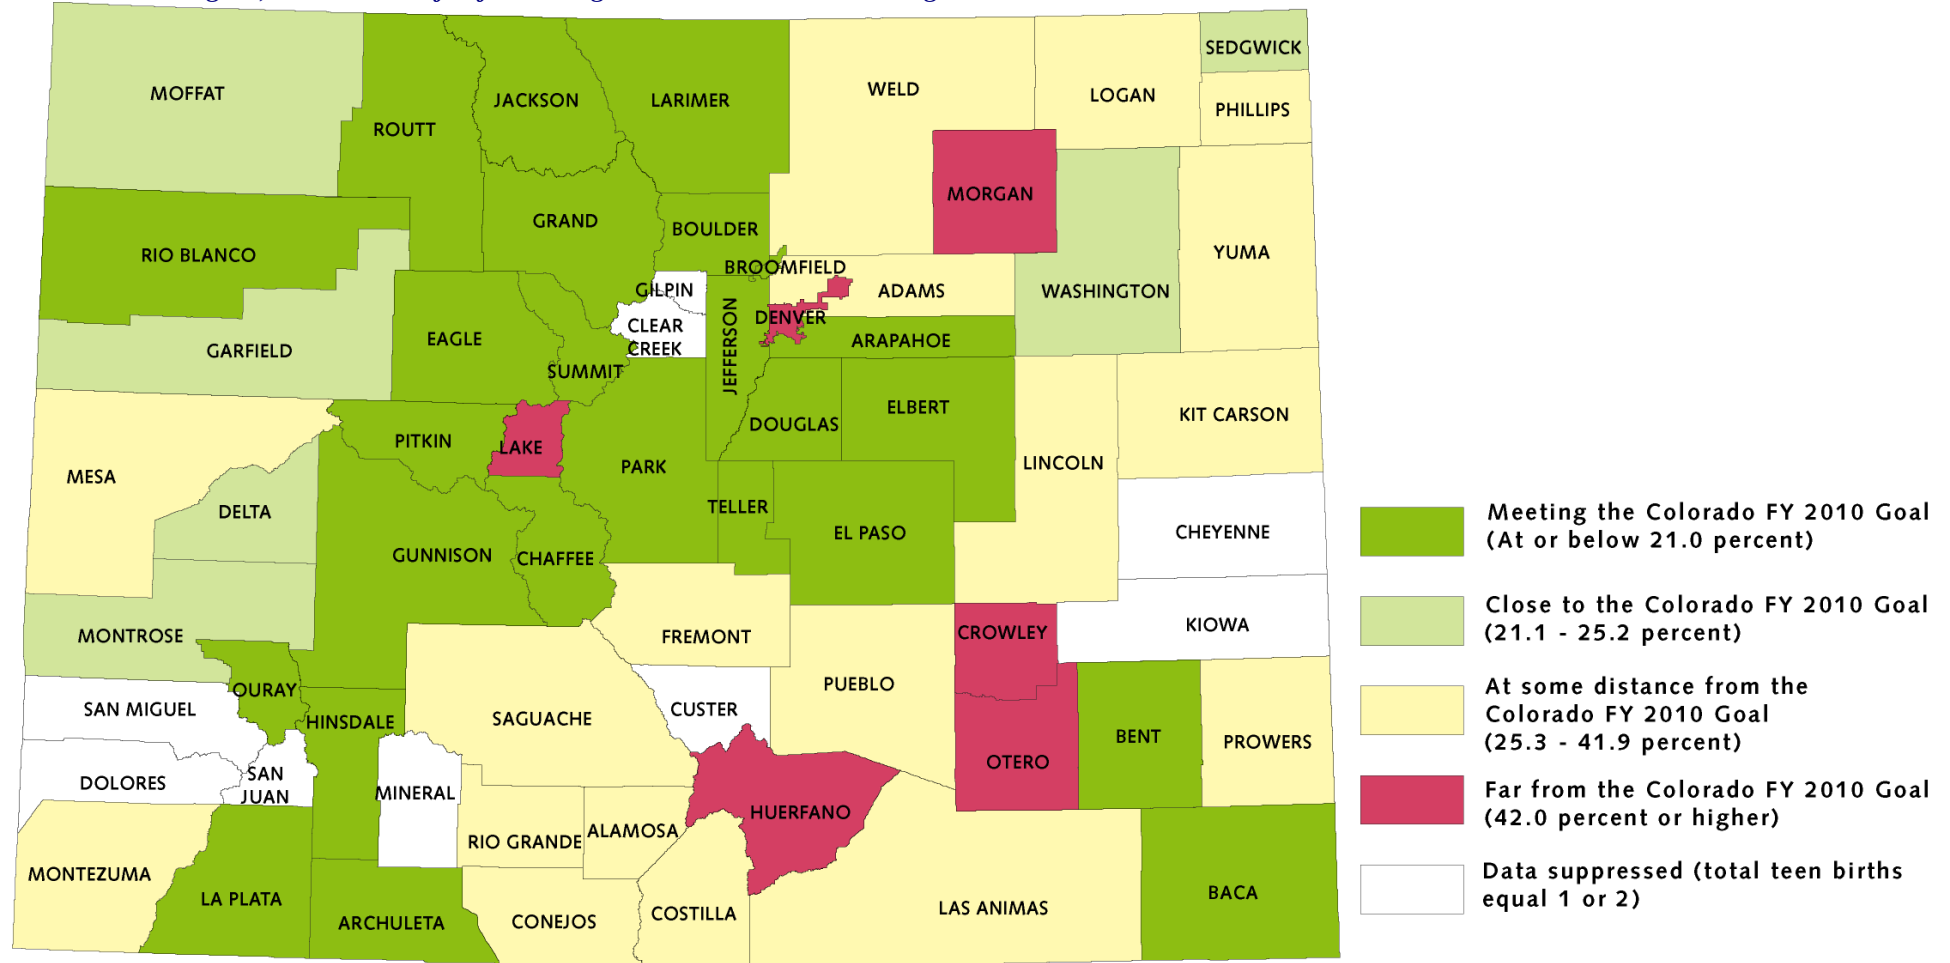 SEDGWICK
MOFFAT
WELD
LOGAN
JACKSON
LARIMER
PHILLIPS
ROUTT
MORGAN
GRAND
BOULDER
RIO BLANCO
YUMA
BROOMFIELD
GILPIN
ADAMS
WASHINGTON
CLEAR
CREEK
DENVER
JEFFERSON
ARAPAHOE
GARFIELD
EAGLE
SUMMIT
ELBERT
DOUGLAS
KIT CARSON
PITKIN
LAKE
PARK
LINCOLN
MESA
DELTA
TELLER
EL PASO
CHEYENNE
GUNNISON
CHAFFEE
MONTROSE
FREMONT
CROWLEY
KIOWA
OURAY
PUEBLO
SAN MIGUEL
HINSDALE
SAGUACHE
CUSTER
BENT
PROWERS
OTERO
DOLORES
SAN
JUAN
MINERAL
HUERFANO
RIO GRANDE
ALAMOSA
MONTEZUMA
LA PLATA
ARCHULETA
CONEJOS
COSTILLA
LAS ANIMAS
BACA
Meeting the Colorado FY 2010 Goal
(At or below 21.0 percent)
Close to the Colorado FY 2010 Goal
(21.1 - 25.2 percent)
At some distance from the
Colorado FY 2010 Goal
(25.3 - 41.9 percent)
Far from the Colorado FY 2010 Goal
(42.0 percent or higher)
Data suppressed (total teen births
equal 1 or 2)